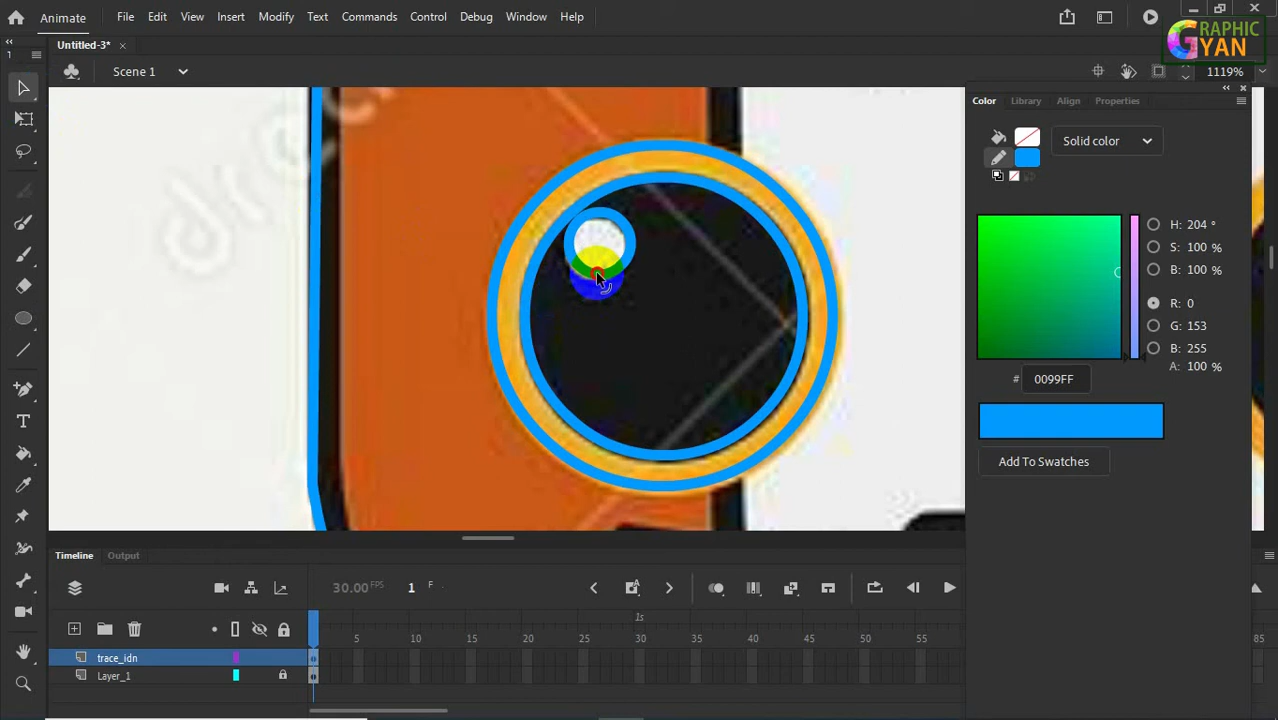 Animate
File Edit View Insert Modify Text Commands Control Debug Window Help
GRAPHIC
GYAN
Untitled-3*
Scene 1
1119%
Color Library Align Properties
Solid color
H: 204 °
S: 100 %
B: 100 %
R: 0
G: 153
B: 255
A: 100 %
# 0099FF
Add To Swatches
Timeline Output
30.00 FPS 1 F
1s
5 10 15 20 25 30 35 40 45 50 55 85
trace_idn
Layer_1